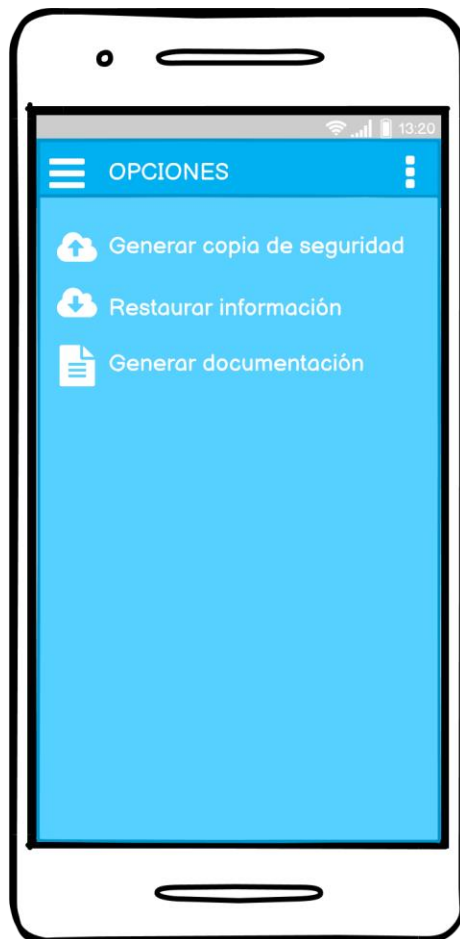 13:20
OPCIONES
Generar copia de seguridad
Restaurar información
Generar documentación